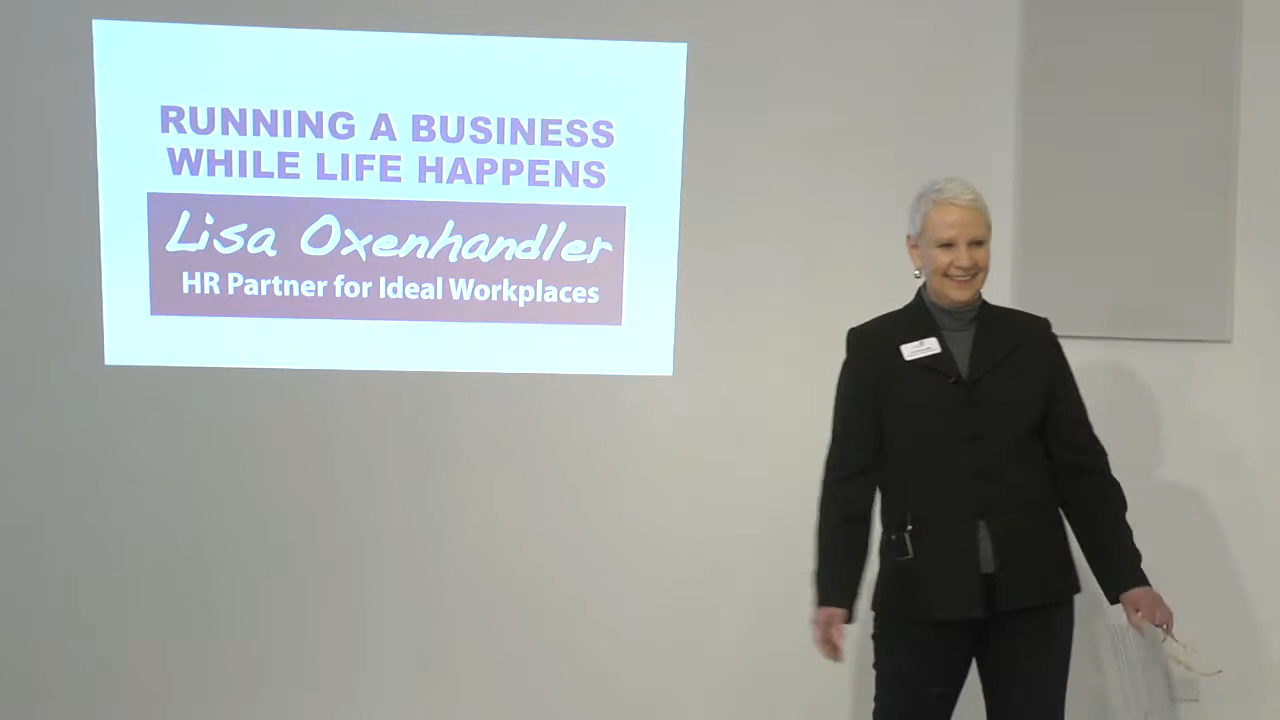 RUNNING A BUSINESS
WHILE LIFE HAPPENS
Lisa Oxenhandler
HR Partner for Ideal Workplaces